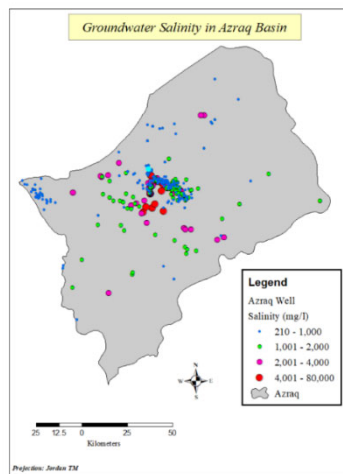 Groundwater Salinity in Azraq Basin
Legend
Azraq Well
Salinity (mg/l)
210 - 1,000
1,001 - 2,000
2,001 - 4,000
4,001 - 80,000
Azraq
N
W E
S
25 12.5 0 25 50
Kilometers
Projection: Jordan TM